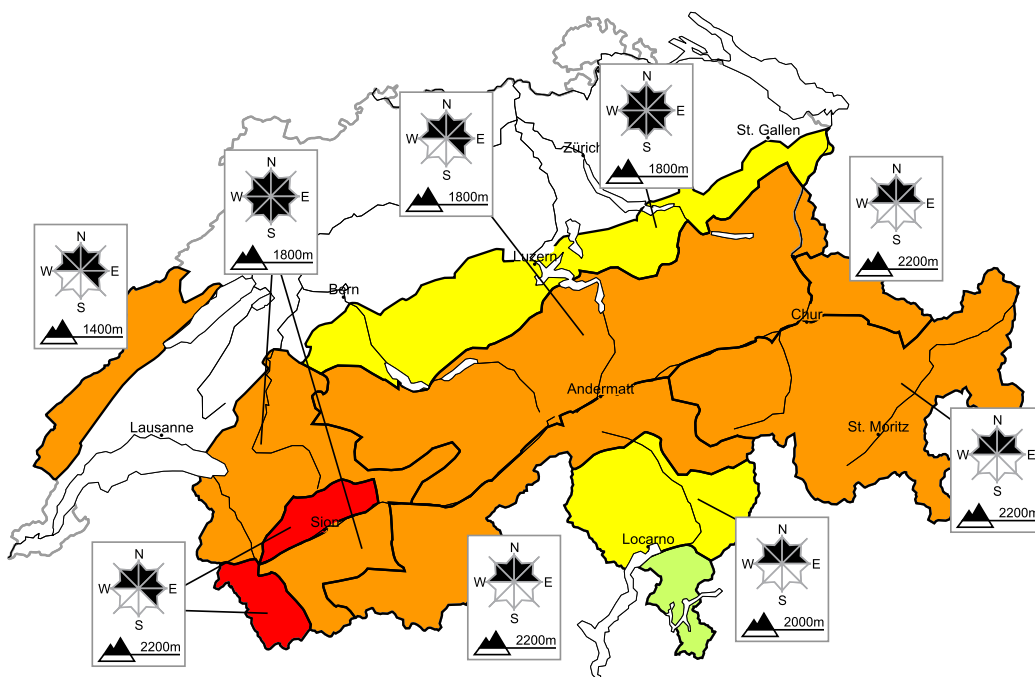 N
W E
S
1800m
N
W E
S
1800m
St. Gallen
Zürich
N
W E
S
1800m
N
W
S
2200m
N
W E
S
1400m
Luzern
Bern
Chur
Andermatt
Lausanne
St. Moritz
N
W E
S
2200m
Sion
Locarno
N
W E
S
2200m
N
W E
S
2200m
N
W E
S
2000m